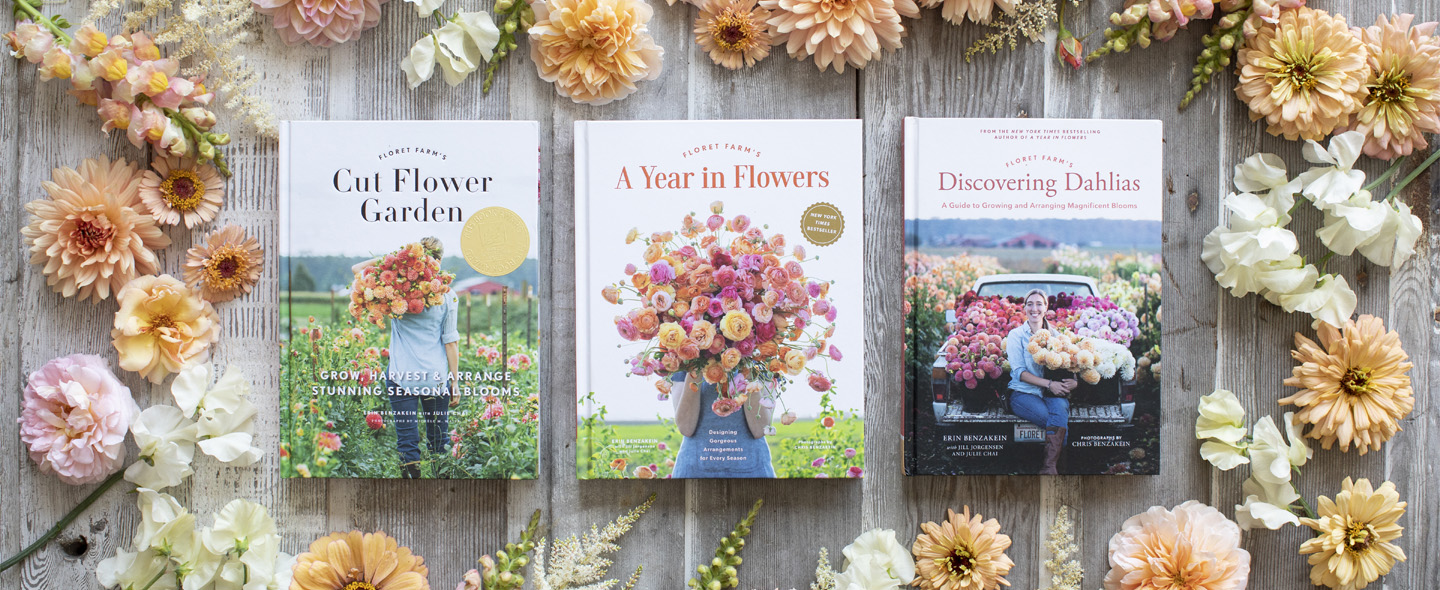 FLORET FARM'S
Cut Flower
Garden
GROW, HARVEST & ARRANGE
STUNNING SEASONAL BLOOMS
ERIN BENZAKEIN with JULIE CHAI
FLORET FARM'S
A Year in Flowers
NEW YORK
TIMES
BESTSELLER
Designing
Gorgeous
Arrangements
for Every Season
ERIN BENZAKEIN
FROM THE NEW YORK TIMES BESTSELLING
AUTHOR OF A YEAR IN FLOWERS
FLORET FARM'S
Discovering Dahlias
A Guide to Growing and Arranging Magnificent Blooms
FLORET
ERIN BENZAKEIN
with JILL JORGENSEN
AND JULIE CHAI
PHOTOGRAPHS BY
CHRIS BENZAKEIN